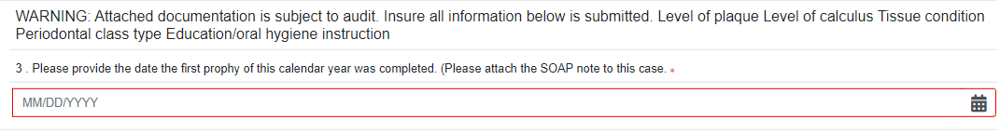 WARNING: Attached documentation is subject to audit. Insure all information below is submitted. Level of plaque Level of calculus Tissue condition
Periodontal class type Education/oral hygiene instruction
3 . Please provide the date the first prophy of this calendar year was completed. (Please attach the SOAP note to this case. *
MM/DD/YYYY